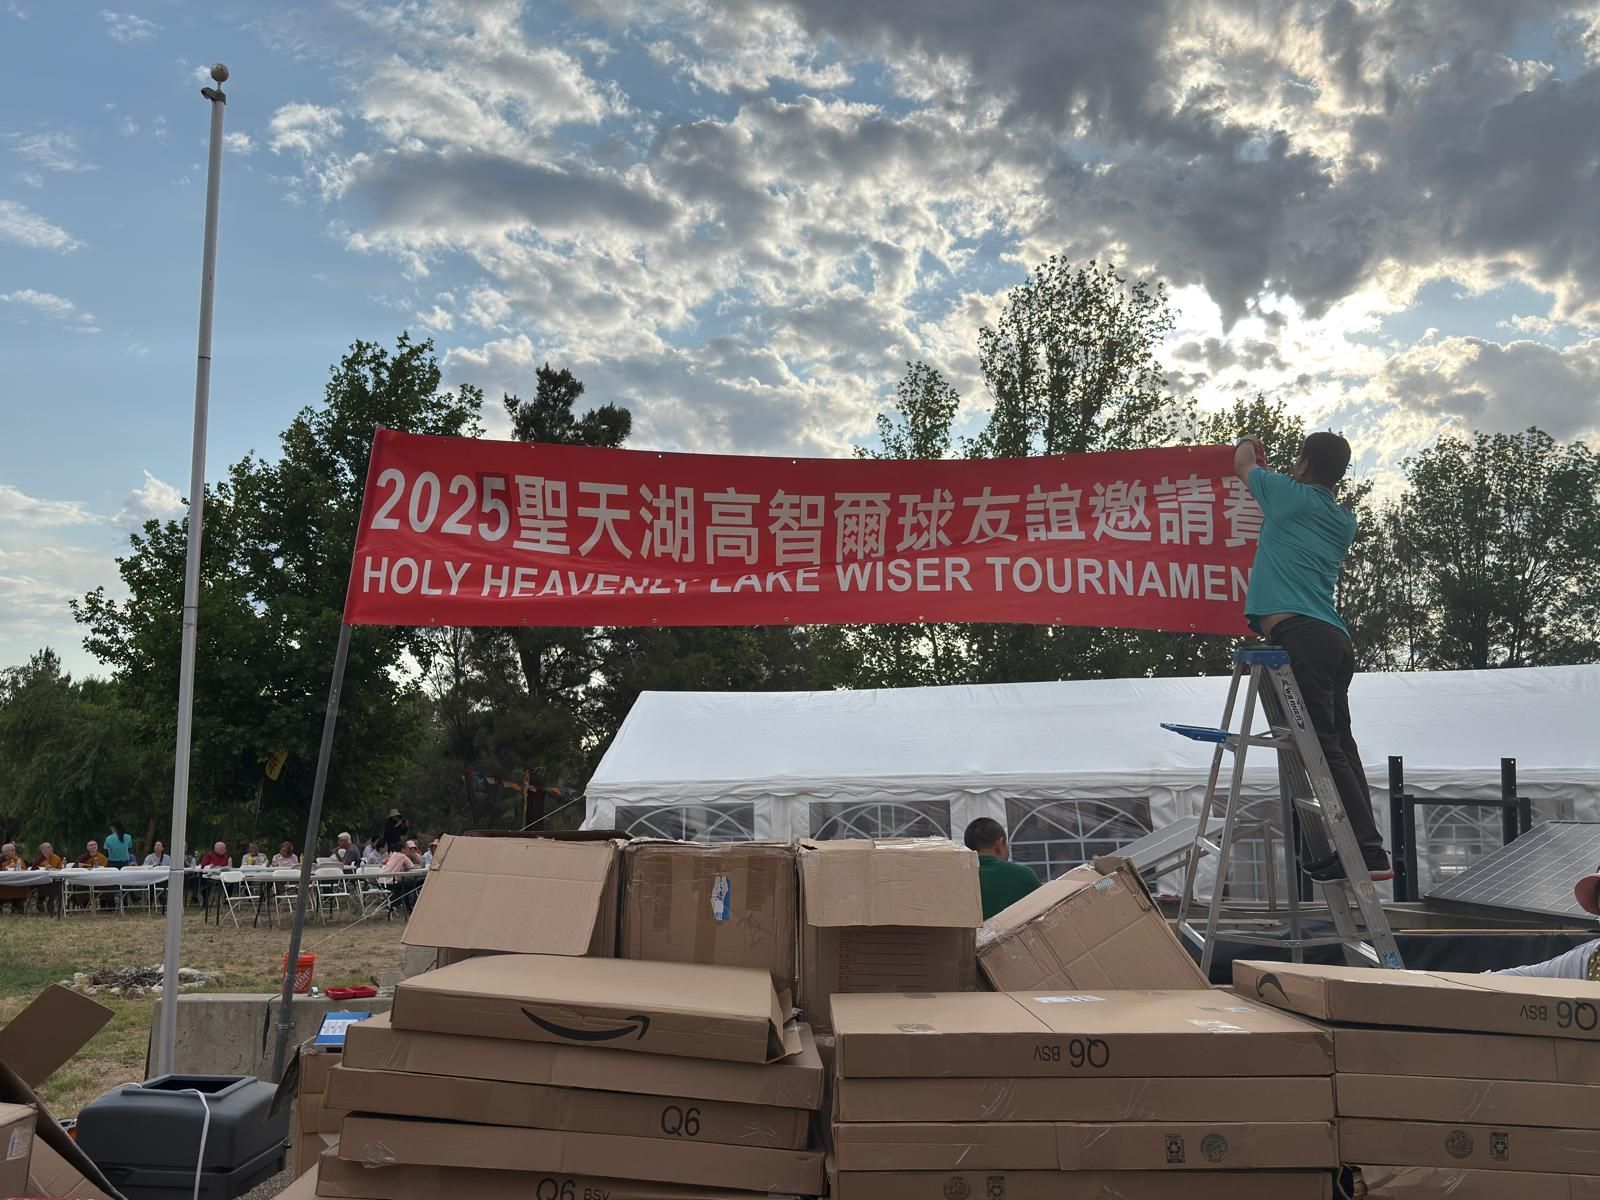 2025聖天湖高智爾球友誼邀請賽
HOLY HEAVENLY LAKE WISER TOURNAMEN
WERNER
Q6
Q6 BSV
Q6 BSV
Q6 BSV